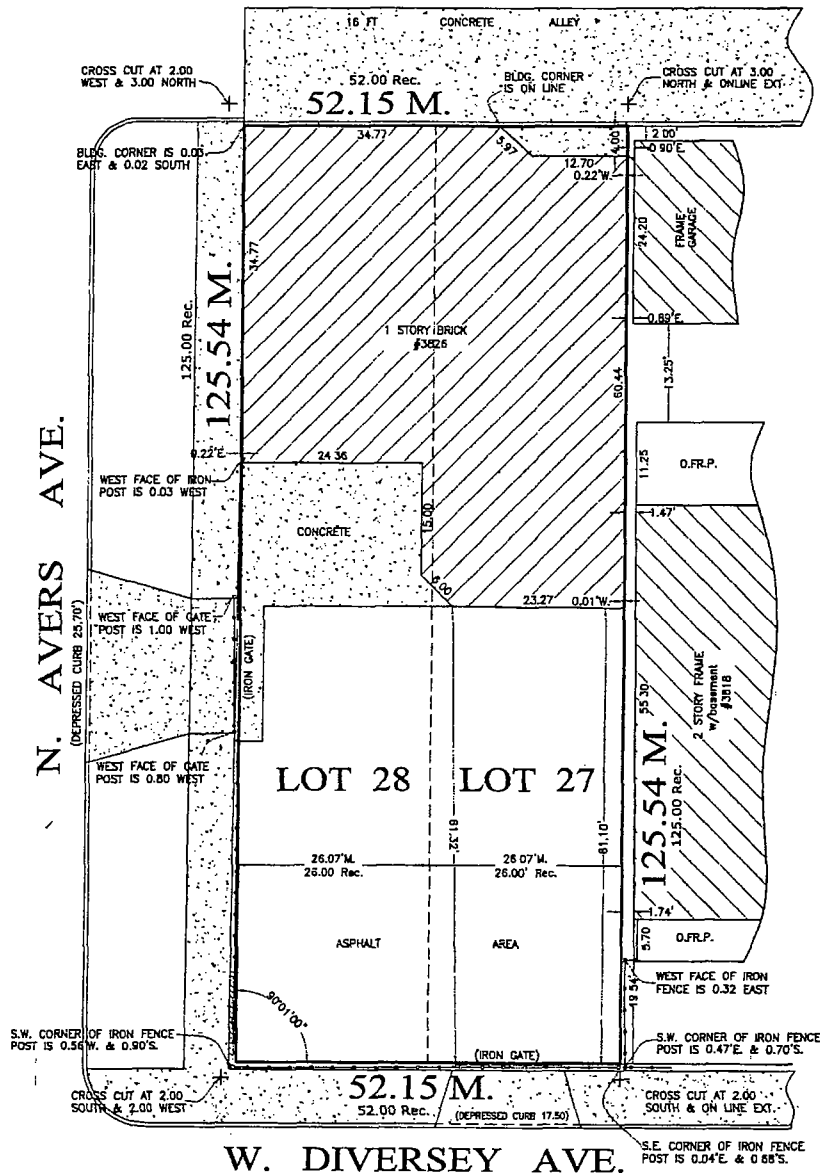 16 FT CONCRETE ALLEY
CROSS CUT AT 2.00
WEST & 3.00 NORTH
52.00 Rec.
52.15 M.
BLDG. CORNER
IS ON LINE
CROSS CUT AT 3.00
NORTH & ONLINE EXT.
34.77
5.97
4.00
2.00'
0.90'E.
12.70
0.22'W.
BLDG. CORNER IS 0.03
EAST & 0.02 SOUTH
34.77
24.20
FRAME
GARAGE
125.00 Rec.
125.54 M.
1 STORY BRICK
#3826
0.89'E.
60.44
13.25'
0.22'E.
24.36
WEST FACE OF IRON
POST IS 0.03 WEST
11.25
O.FR.P.
CONCRETE
15.00
1.47'
N. AVERS AVE.
(DEPRESSED CURB 25.70')
6.00
23.27'
0.01'W.
WEST FACE OF GATE
POST IS 1.00 WEST
(IRON GATE)
55.30
2 STORY FRAME
w/basement
#3818
WEST FACE OF GATE
POST IS 0.80 WEST
LOT 28
LOT 27
61.32'
61.10'
125.54 M.
125.00 Rec.
26.07'M.
26.00 Rec.
26.07'M.
26.00' Rec.
1.74'
ASPHALT AREA
5.70
O.FR.P.
WEST FACE OF IRON
FENCE IS 0.32 EAST
19.54'
90°01'00"
S.W. CORNER OF IRON FENCE
POST IS 0.56'W. & 0.90'S.
(IRON GATE)
S.W. CORNER OF IRON FENCE
POST IS 0.47'E. & 0.70'S.
CROSS CUT AT 2.00
SOUTH & 2.00 WEST
52.15 M.
52.00 Rec.
(DEPRESSED CURB 17.50)
CROSS CUT AT 2.00
SOUTH & ON LINE EXT.
W. DIVERSEY AVE.
S.E. CORNER OF IRON FENCE
POST IS 0.04'E. & 0.68'S.